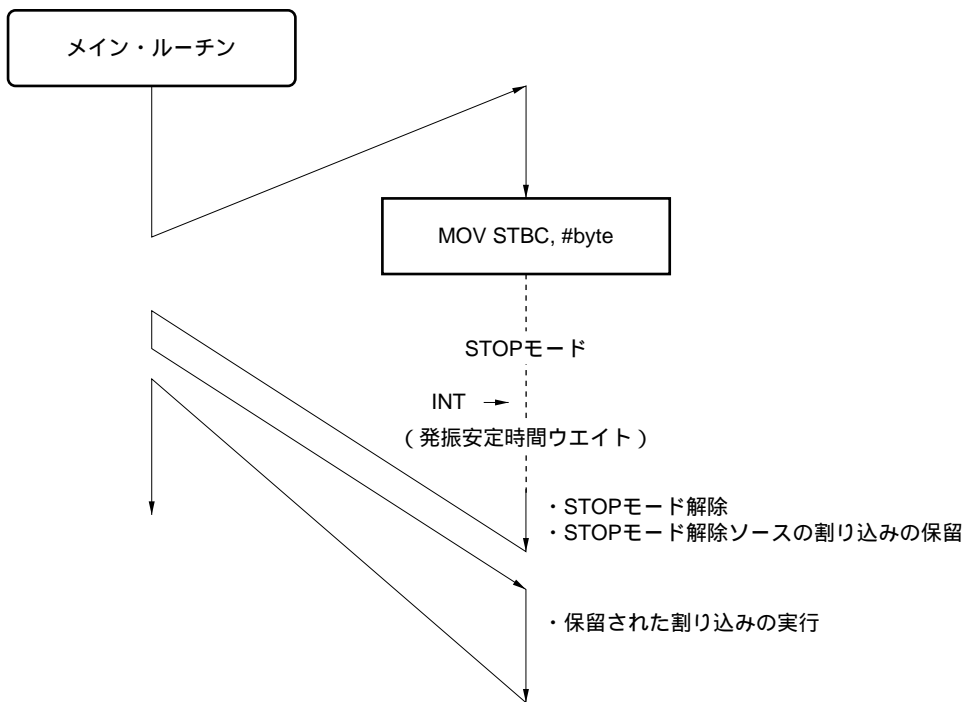 メイン・ルーチン
MOV STBC, #byte
STOPモード
INT
(発振安定時間ウエイト)
・STOPモード解除
・STOPモード解除ソースの割り込みの保留
・保留された割り込みの実行